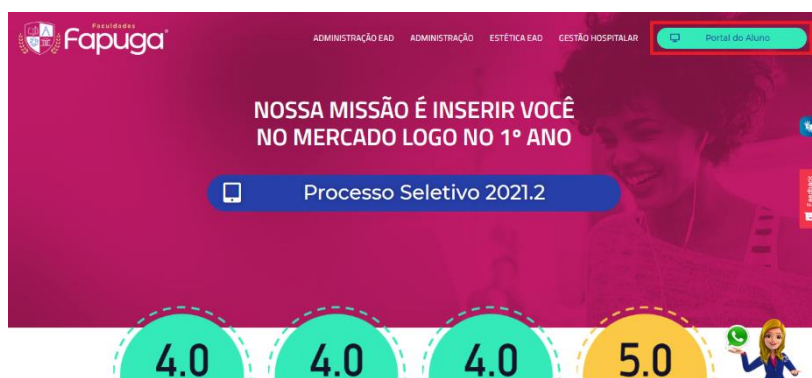 Faculdades
Fapuga
ADMINISTRAÇÃO EAD
ADMINISTRAÇÃO
ESTÉTICA EAD
GESTÃO HOSPITALAR
Portal do Aluno
NOSSA MISSÃO É INSERIR VOCÊ
NO MERCADO LOGO NO 1º ANO
Processo Seletivo 2021.2
Feedback
4.0
4.0
4.0
5.0